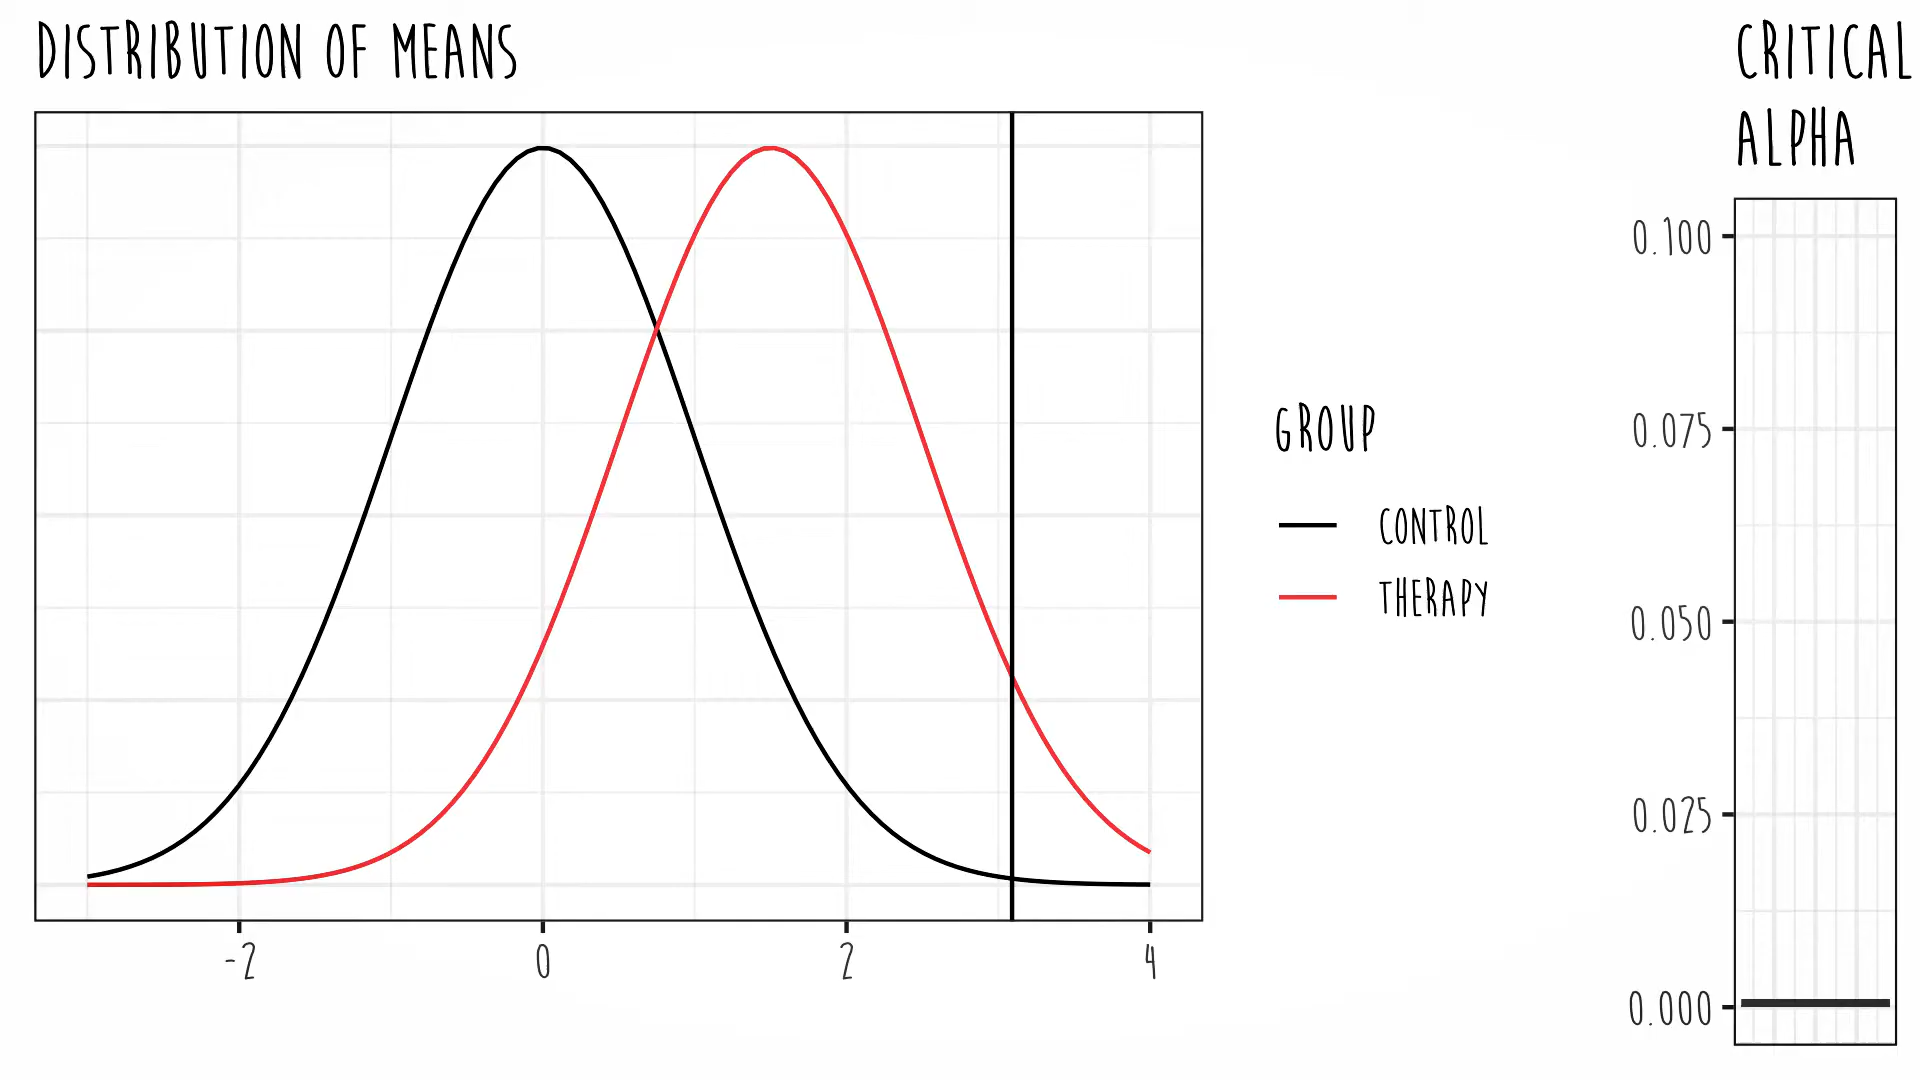 DISTRIBUTION OF MEANS
-2
0
2
4
GROUP
CONTROL
THERAPY
CRITICAL
ALPHA
0.100
0.075
0.050
0.025
0.000